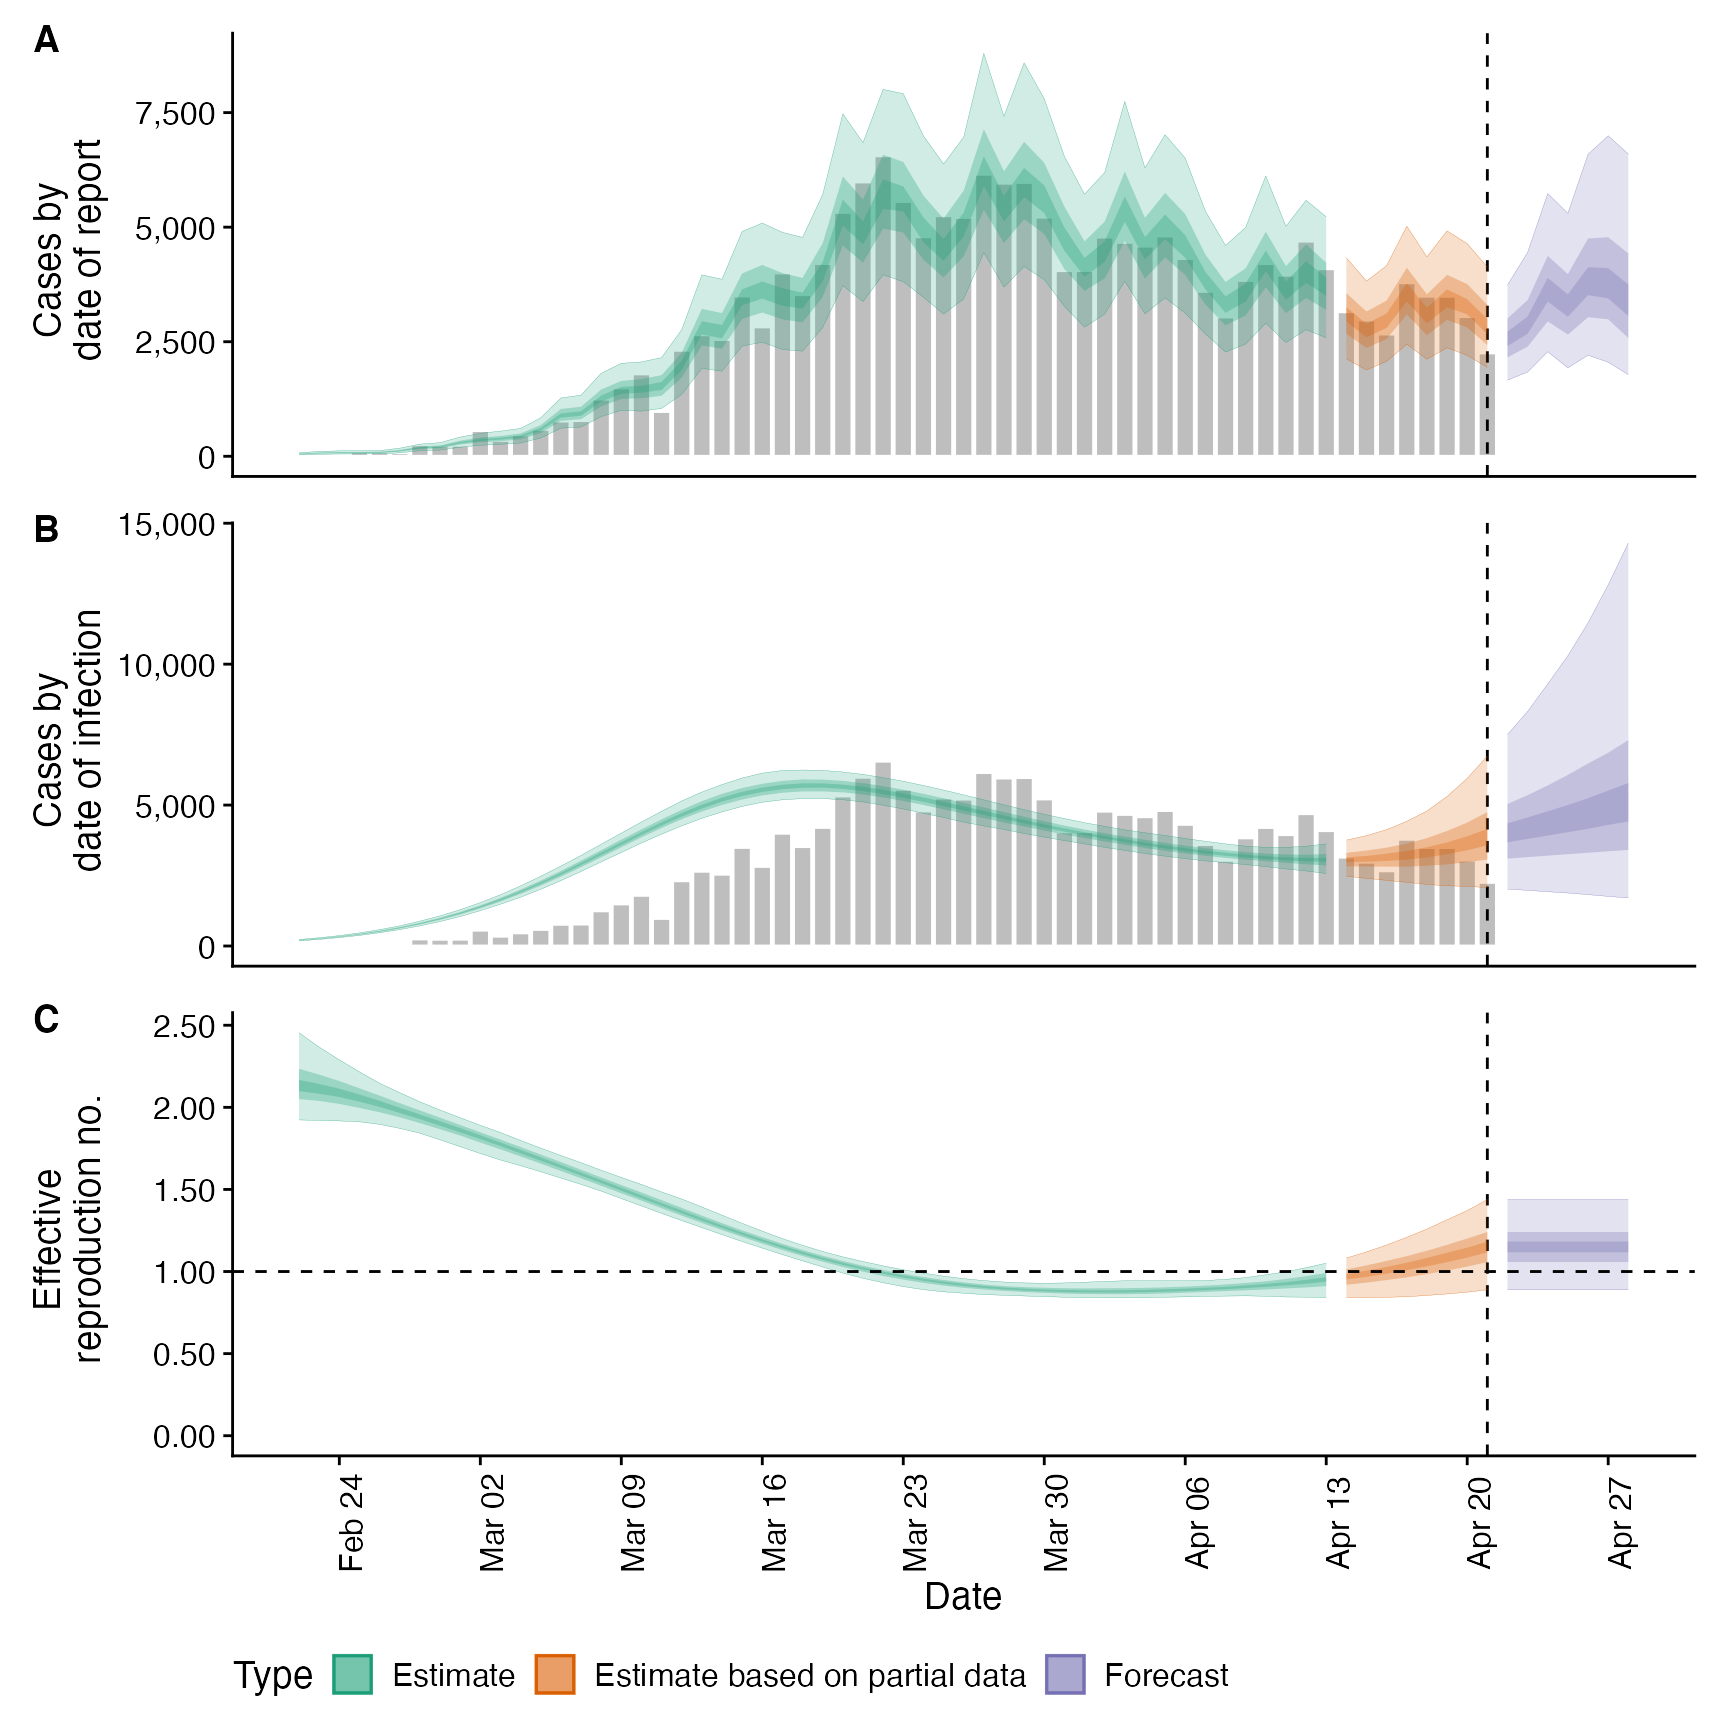 A
Cases by
date of report
7,500
5,000
2,500
0
B
Cases by
date of infection
15,000
10,000
5,000
0
C
Effective
reproduction no.
2.50
2.00
1.50
1.00
0.50
0.00
Feb 24
Mar 02
Mar 09
Mar 16
Mar 23
Mar 30
Apr 06
Apr 13
Apr 20
Apr 27
Date
Type Estimate Estimate based on partial data Forecast